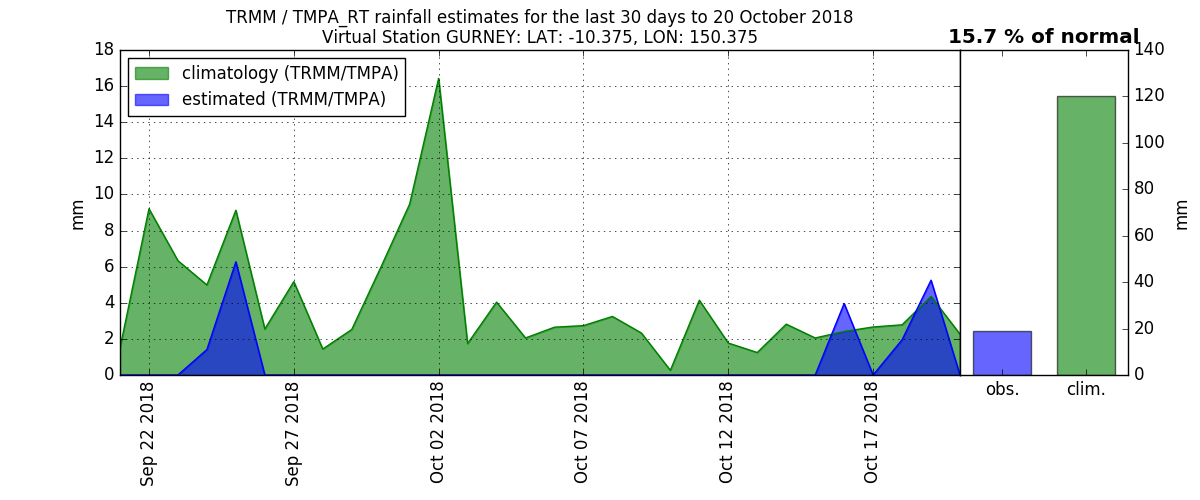 TRMM / TMPA_RT rainfall estimates for the last 30 days to 20 October 2018
Virtual Station GURNEY: LAT: -10.375, LON: 150.375
15.7 % of normal
climatology (TRMM/TMPA)
estimated (TRMM/TMPA)
18
16
14
12
10
8
6
4
2
0
mm
Sep 22 2018
Sep 27 2018
Oct 02 2018
Oct 07 2018
Oct 12 2018
Oct 17 2018
140
120
100
80
60
40
20
0
mm
obs.
clim.